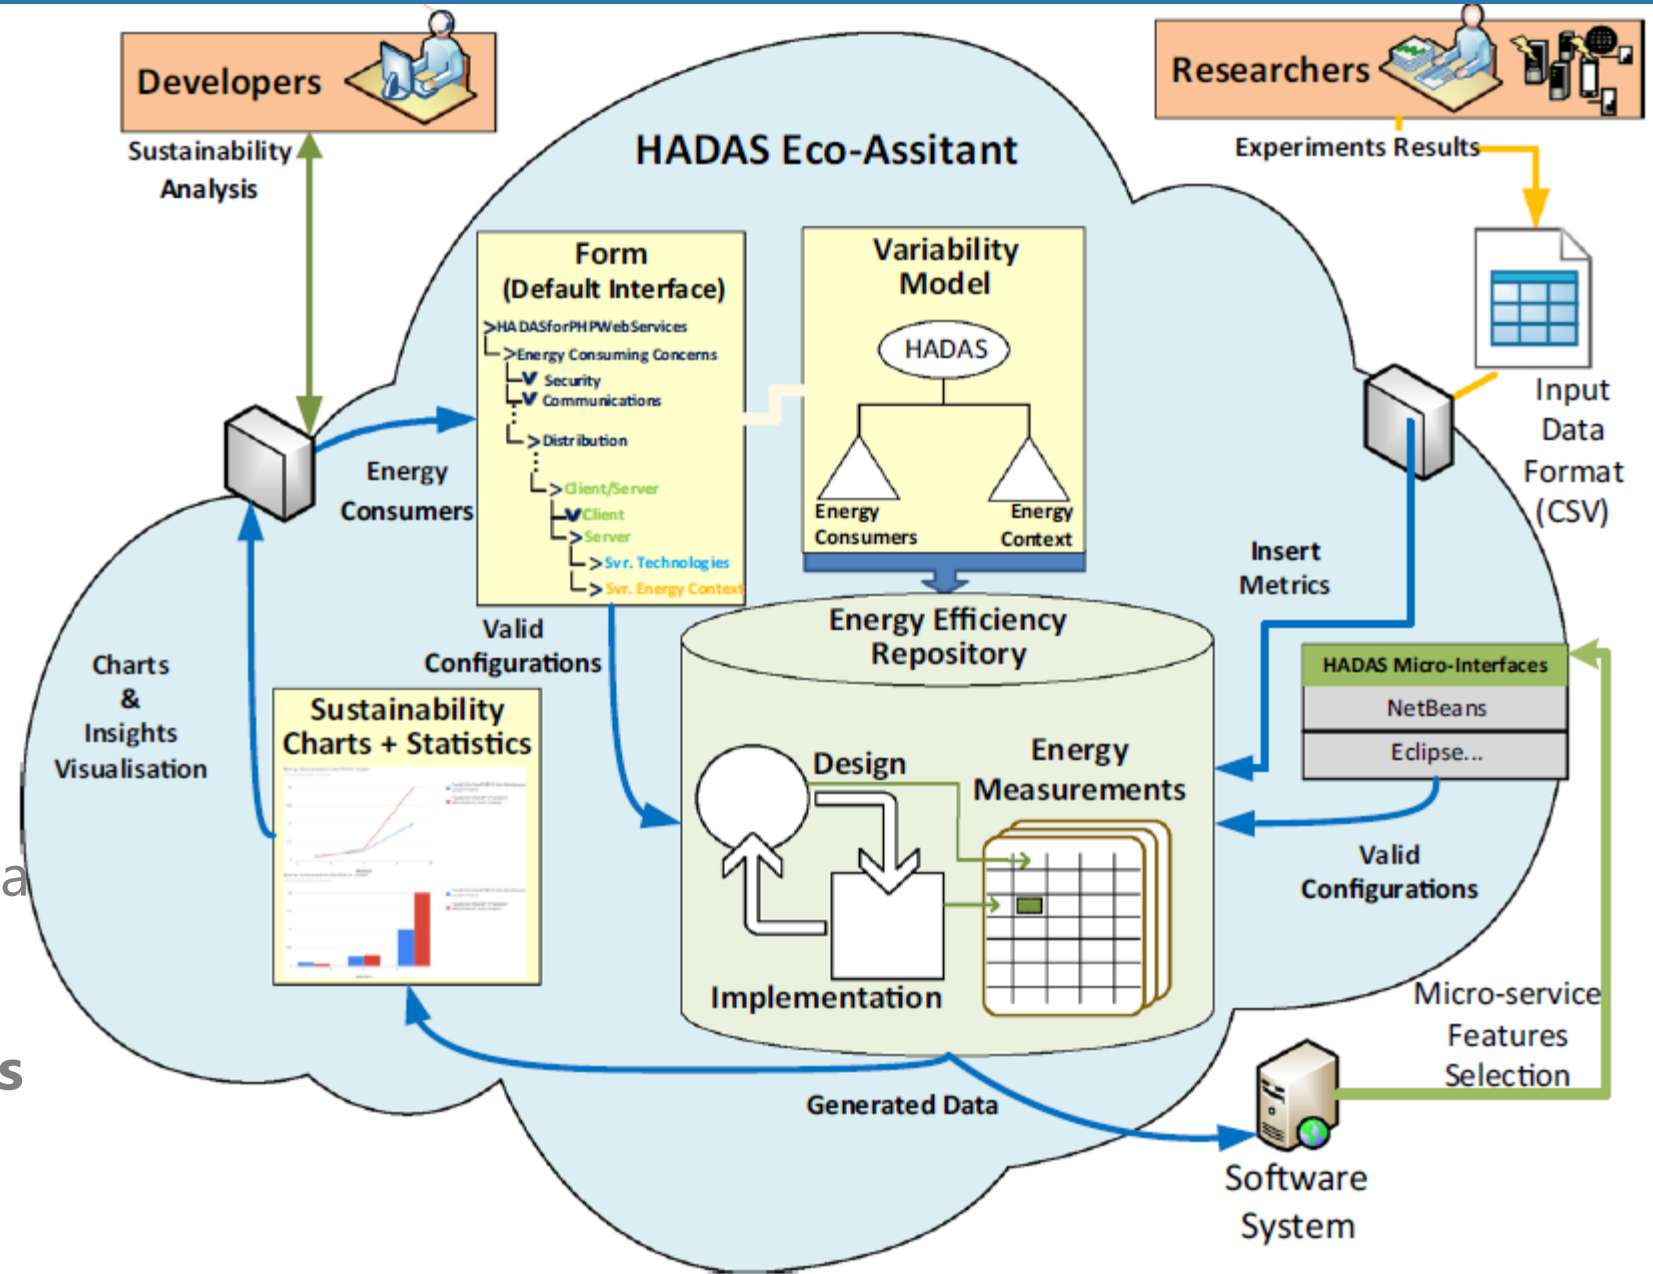 Developers
Sustainability
Analysis
Researchers
Experiments Results
HADAS Eco-Assitant
Form
(Default Interface)
>HADASforPHPWebServices
>Energy Consuming Concerns
Security
Communications
>Distribution
>Client/Server
Client
>Server
>Svr. Technologies
>Svr. Energy Context
Variability
Model
HADAS
Energy
Consumers
Energy
Context
Input
Data
Format
(CSV)
Energy
Consumers
Insert
Metrics
Valid
Configurations
Energy Efficiency
Repository
HADAS Micro-Interfaces
NetBeans
Eclipse...
Charts
&
Insights
Visualisation
Sustainability
Charts + Statistics
Design
Energy
Measurements
Implementation
Valid
Configurations
a
s
Micro-service
Features
Selection
Generated Data
Software
System